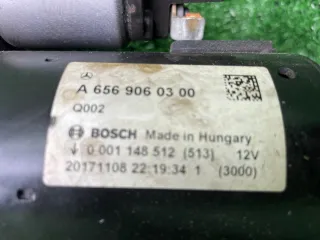 A 656 906 03 00
Q002
BOSCH Made in Hungary
↓ 0 001 148 512 (513) 12V
20171108 22:19:34 1 (3000)